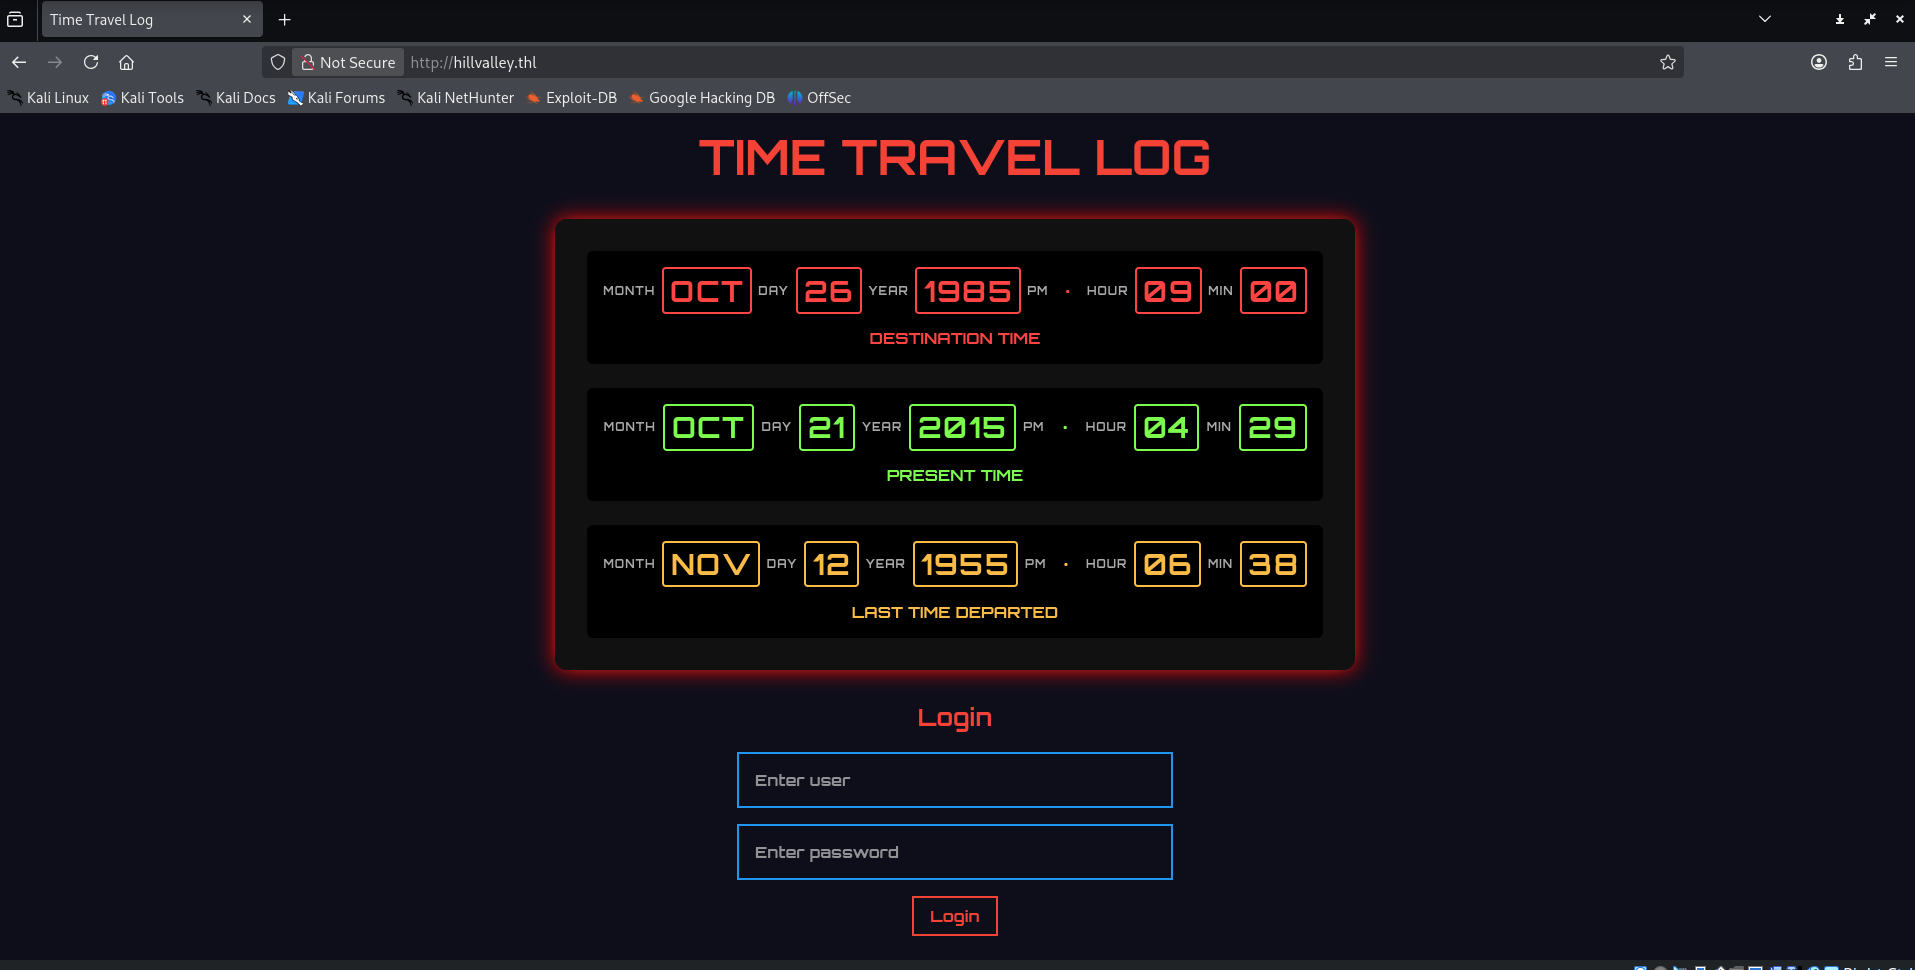 Time Travel Log
Not Secure http://hillvalley.thl
Kali Linux Kali Tools Kali Docs Kali Forums Kali NetHunter Exploit-DB Google Hacking DB OffSec
TIME TRAVEL LOG
MONTH OCT DAY 26 YEAR 1985 PM HOUR 09 MIN 00
DESTINATION TIME
MONTH OCT DAY 21 YEAR 2015 PM HOUR 04 MIN 29
PRESENT TIME
MONTH NOV DAY 12 YEAR 1955 PM HOUR 06 MIN 38
LAST TIME DEPARTED
Login
Enter user
Enter password
Login